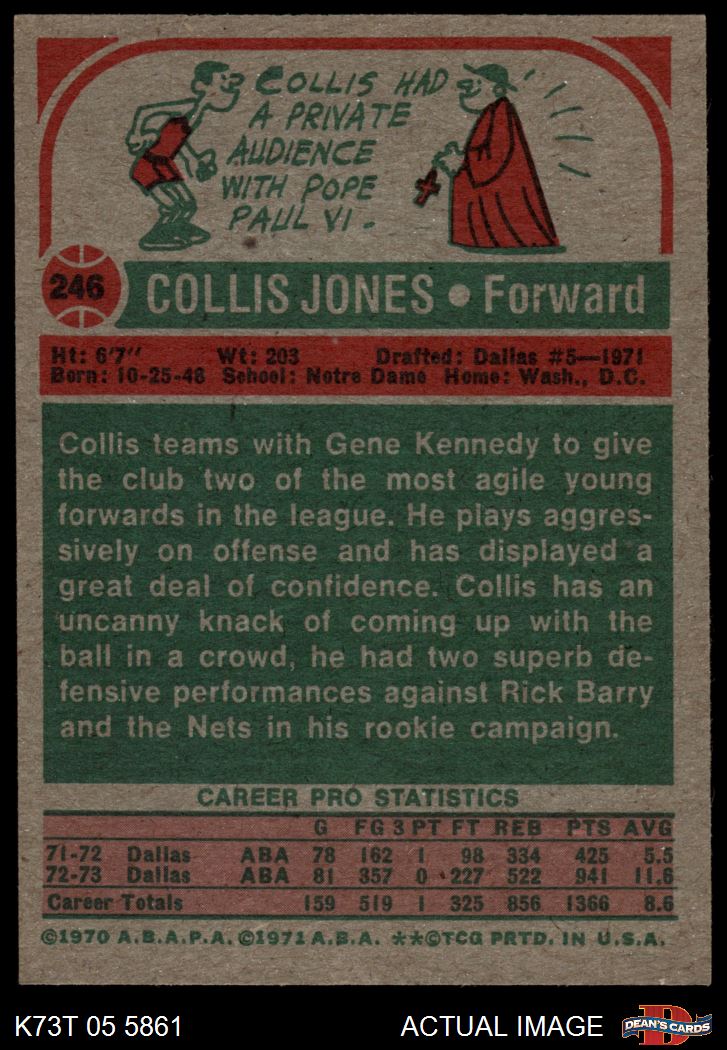 COLLIS HAD
A PRIVATE
AUDIENCE
WITH POPE
PAUL VI.
246 COLLIS JONES • Forward
Ht: 6'7" Wt: 203 Drafted: Dallas #5—1971
Born: 10-25-48 School: Notre Dame Home: Wash., D.C.
Collis teams with Gene Kennedy to give
the club two of the most agile young
forwards in the league. He plays aggres-
sively on offense and has displayed a
great deal of confidence. Collis has an
uncanny knack of coming up with the
ball in a crowd, he had two superb de-
fensive performances against Rick Barry
and the Nets in his rookie campaign.
CAREER PRO STATISTICS
G FG 3 PT FT REB PTS AVG
71-72 Dallas ABA 78 162 1 98 334 425 5.5
72-73 Dallas ABA 81 357 0 227 522 941 11.6
Career Totals 159 519 1 325 856 1366 8.6
©1970 A.B.A.P.A. ©1971 A.B.A. **©TCG PRTD. IN U.S.A.
K73T 05 5861 ACTUAL IMAGE DEAN'S CARDS